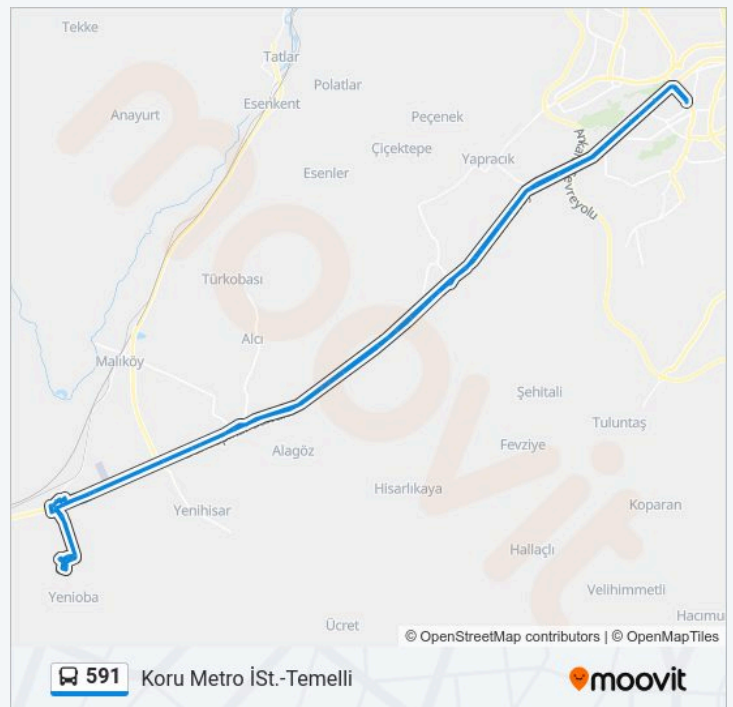 Tekke
Tatlar
Polatlar
Esenkent
Anayurt
Peçenek
Çiçektepe
Yapracık
Esenler
Türkobası
Alcı
Malıköy
Şehitali
Tuluntaş
Fevziye
Alagöz
Hisarlıkaya
Koparan
Yenihisar
Hallaçlı
Velihimmetli
Yenioba
Ücret
moovit
© OpenStreetMap contributors | © OpenMapTiles
591 Koru Metro İSt.-Temelli
moovit